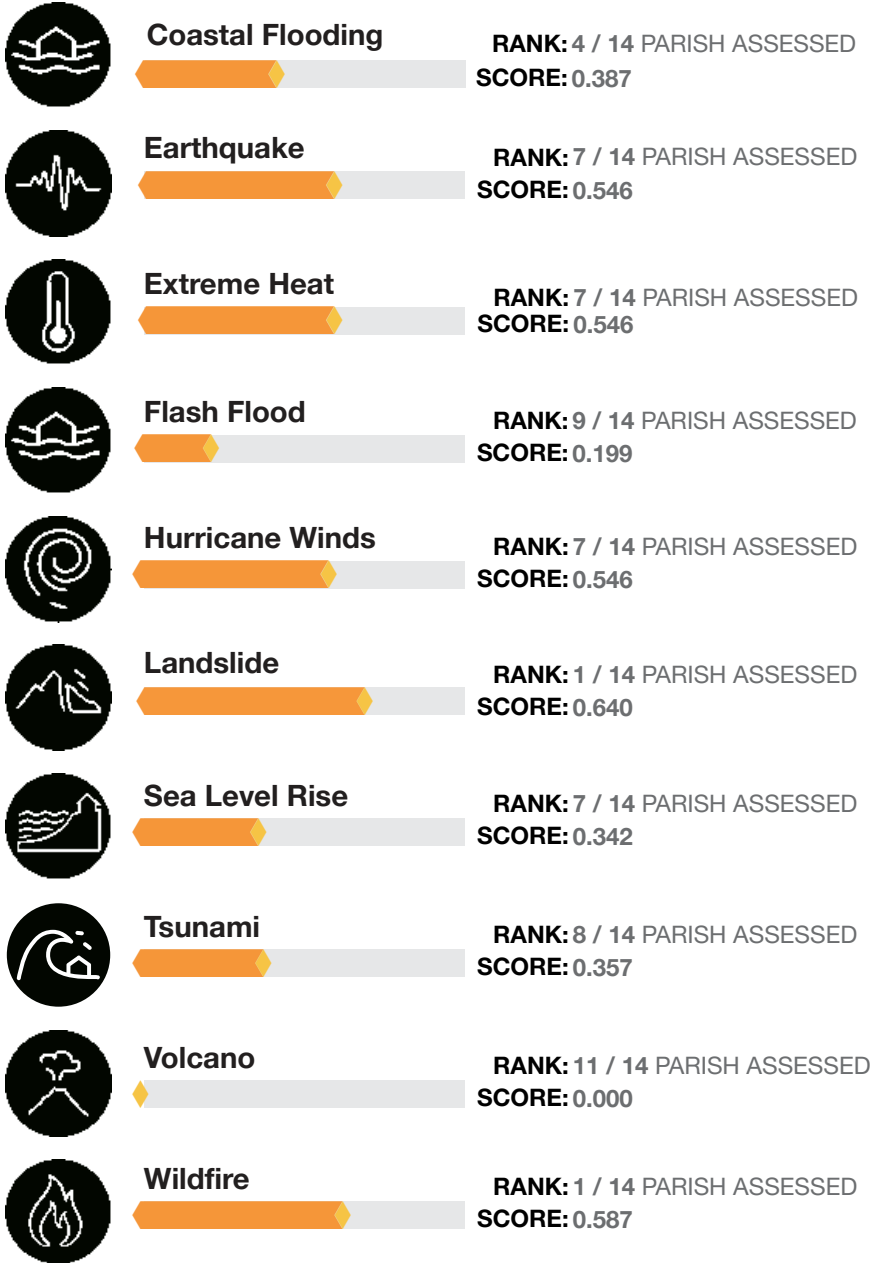 Coastal Flooding
RANK: 4 / 14 PARISH ASSESSED
SCORE: 0.387
Earthquake
RANK: 7 / 14 PARISH ASSESSED
SCORE: 0.546
Extreme Heat
RANK: 7 / 14 PARISH ASSESSED
SCORE: 0.546
Flash Flood
RANK: 9 / 14 PARISH ASSESSED
SCORE: 0.199
Hurricane Winds
RANK: 7 / 14 PARISH ASSESSED
SCORE: 0.546
Landslide
RANK: 1 / 14 PARISH ASSESSED
SCORE: 0.640
Sea Level Rise
RANK: 7 / 14 PARISH ASSESSED
SCORE: 0.342
Tsunami
RANK: 8 / 14 PARISH ASSESSED
SCORE: 0.357
Volcano
RANK: 11 / 14 PARISH ASSESSED
SCORE: 0.000
Wildfire
RANK: 1 / 14 PARISH ASSESSED
SCORE: 0.587